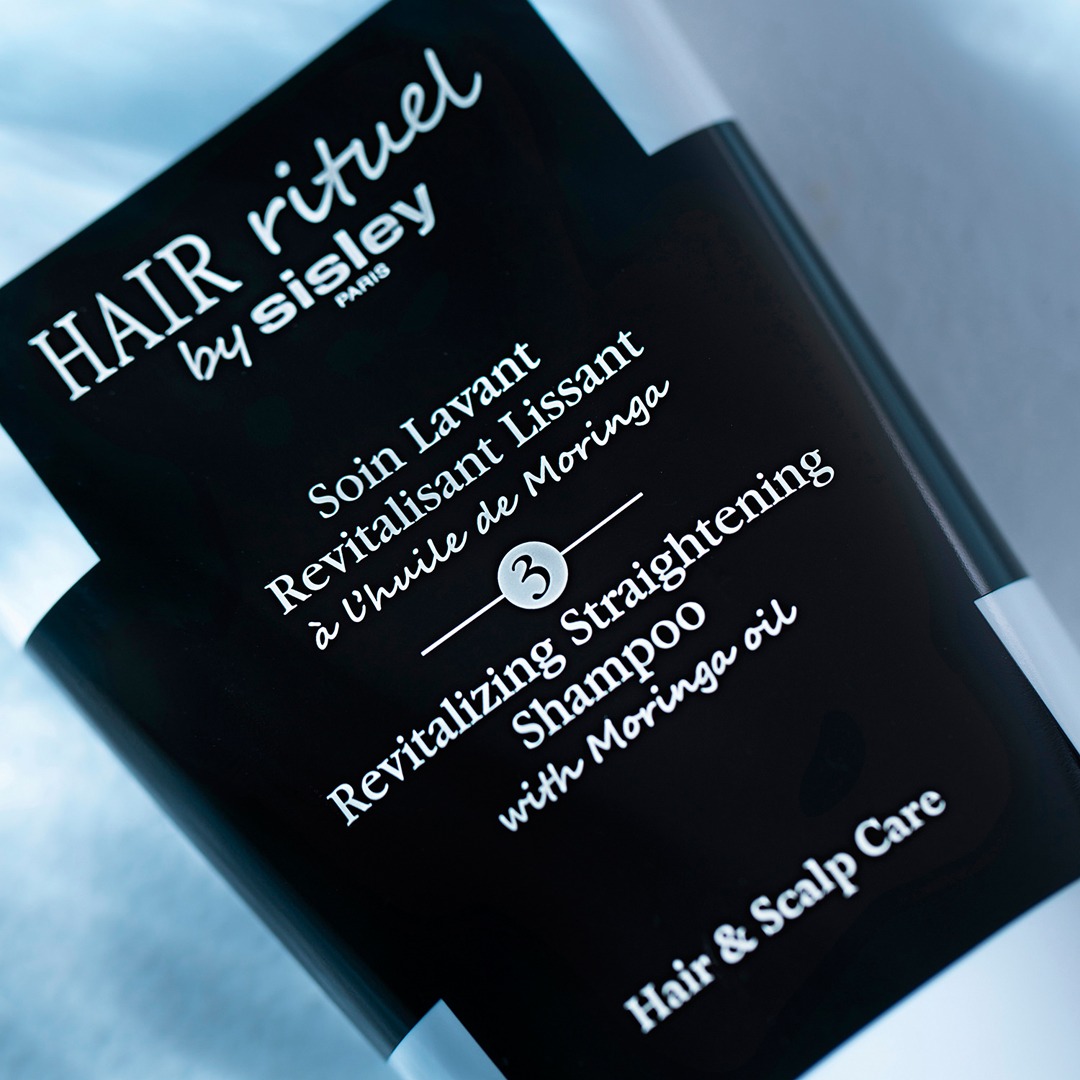 HAIR rituel
by sisley
PARIS
Soin Lavant
Revitalisant Lissant
à l'huile de Moringa
3
Revitalizing Straightening
Shampoo
with Moringa oil
Hair & Scalp Care